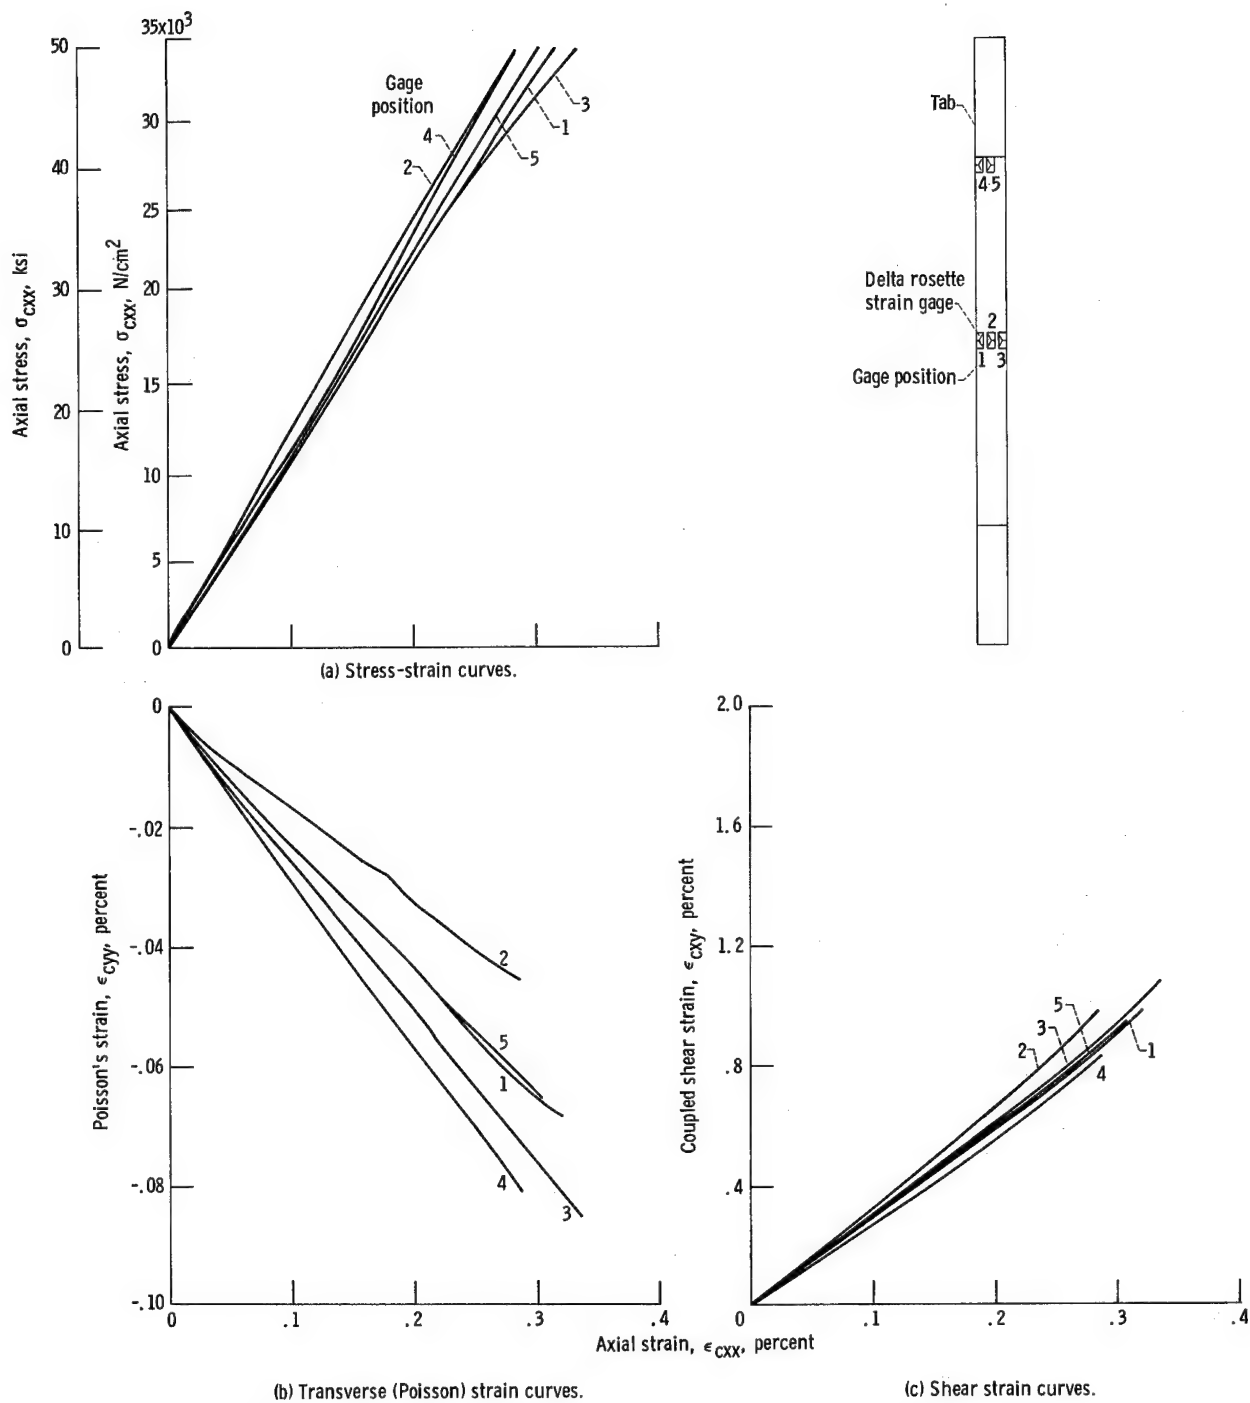 35x10³
50
40
30
20
10
0
Axial stress, σcxx, ksi
30
25
20
15
10
5
0
Axial stress, σcxx, N/cm²
Gage
position
4
2
3
1
5
(a) Stress-strain curves.
Tab
4 5
Delta rosette
strain gage
2
1 3
Gage position
0
-.02
-.04
-.06
-.08
-.10
Poisson's strain, ϵcyy, percent
2
5
1
4
3
0 .1 .2 .3 .4
(b) Transverse (Poisson) strain curves.
2.0
1.6
1.2
.8
.4
Coupled shear strain, ϵcxy, percent
5
3
2
1
4
0 .1 .2 .3 .4
Axial strain, ϵcxx, percent
(c) Shear strain curves.